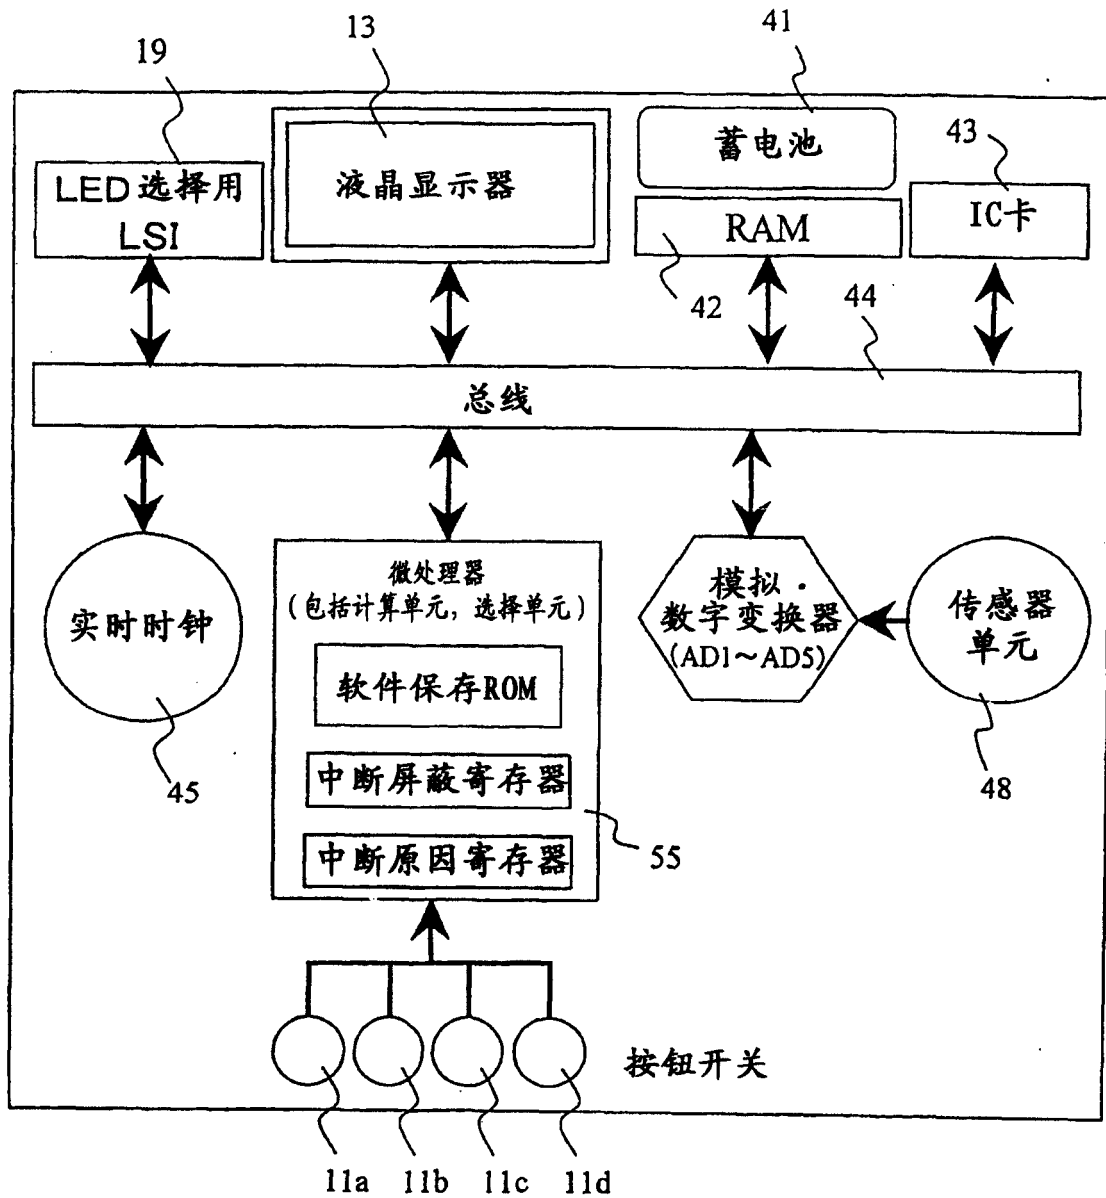 19
13
41
43
LED 选择用
LSI
液晶显示器
蓄电池
RAM
IC卡
42
44
总线
实时时钟
微处理器
(包括计算单元,选择单元)
软件保存ROM
中断屏蔽寄存器
中断原因寄存器
模拟·
数字变换器
(AD1~AD5)
传感器
单元
45
48
55
按钮开关
11a
11b
11c
11d